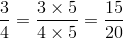 3/4 = 3 × 5/4 × 5 = 15/20